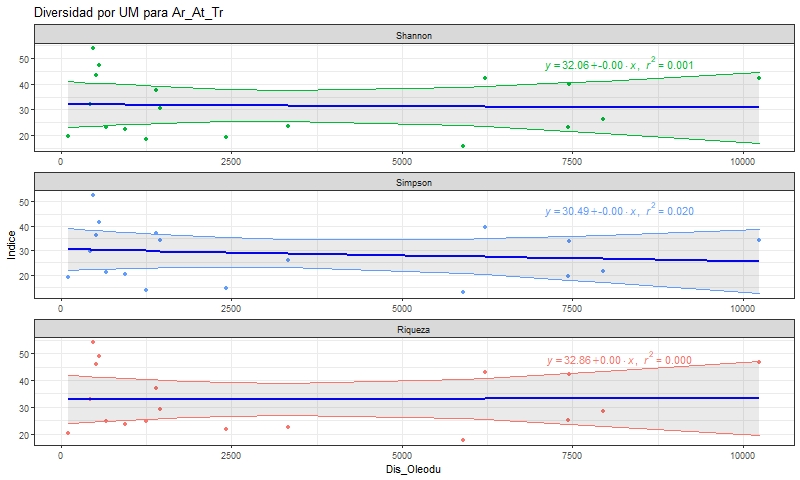 Diversidad por UM para Ar_At_Tr
Shannon
y = 32.06+-0.00 · x, r² = 0.001
50
40
30
20
0 2500 5000 7500 10000
Simpson
y = 30.49+-0.00 · x, r² = 0.020
50
40
30
20
0 2500 5000 7500 10000
Indice
Riqueza
y = 32.86+0.00 · x, r² = 0.000
50
40
30
20
0 2500 5000 7500 10000
Dis_Oleodu